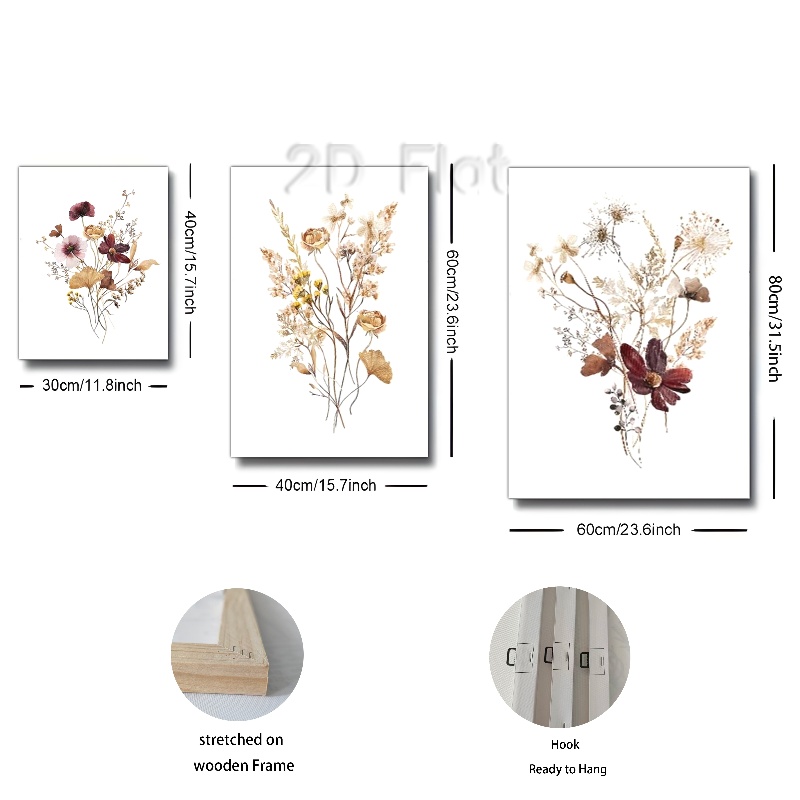 2D Flat
40cm/15.7inch
60cm/23.6inch
80cm/31.5inch
30cm/11.8inch
40cm/15.7inch
60cm/23.6inch
stretched on
wooden Frame
Hook
Ready to Hang